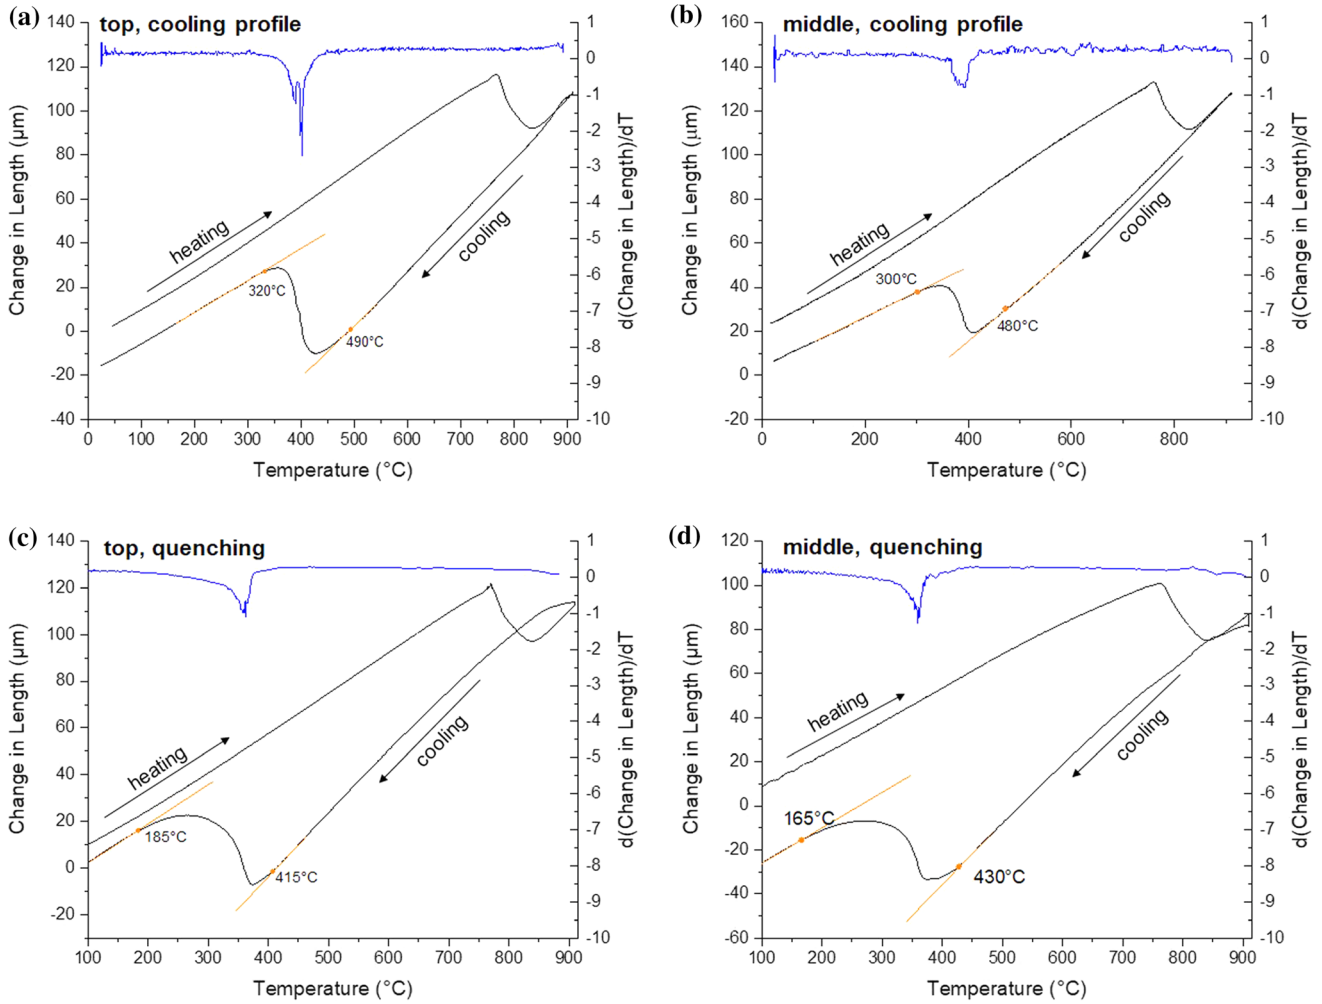 (a)
top, cooling profile
140
120
100
80
60
40
20
0
-20
-40
Change in Length (µm)
1
0
-1
-2
-3
-4
-5
-6
-7
-8
-9
-10
d(Change in Length)/dT
heating
cooling
320°C
490°C
0 100 200 300 400 500 600 700 800 900
Temperature (°C)
(b)
middle, cooling profile
160
140
120
100
80
60
40
20
0
-20
Change in Length (µm)
1
0
-1
-2
-3
-4
-5
-6
-7
-8
-9
-10
d(Change in Length)/dT
heating
cooling
300°C
480°C
0 200 400 600 800
Temperature (°C)
(c)
top, quenching
140
120
100
80
60
40
20
0
-20
Change in Length (µm)
1
0
-1
-2
-3
-4
-5
-6
-7
-8
-9
-10
d(Change in Length)/dT
heating
cooling
185°C
415°C
100 200 300 400 500 600 700 800 900
Temperature (°C)
(d)
middle, quenching
120
100
80
60
40
20
0
-20
-40
-60
Change in Length (µm)
1
0
-1
-2
-3
-4
-5
-6
-7
-8
-9
-10
d(Change in Length)/dT
heating
cooling
165°C
430°C
100 200 300 400 500 600 700 800 900
Temperature (°C)